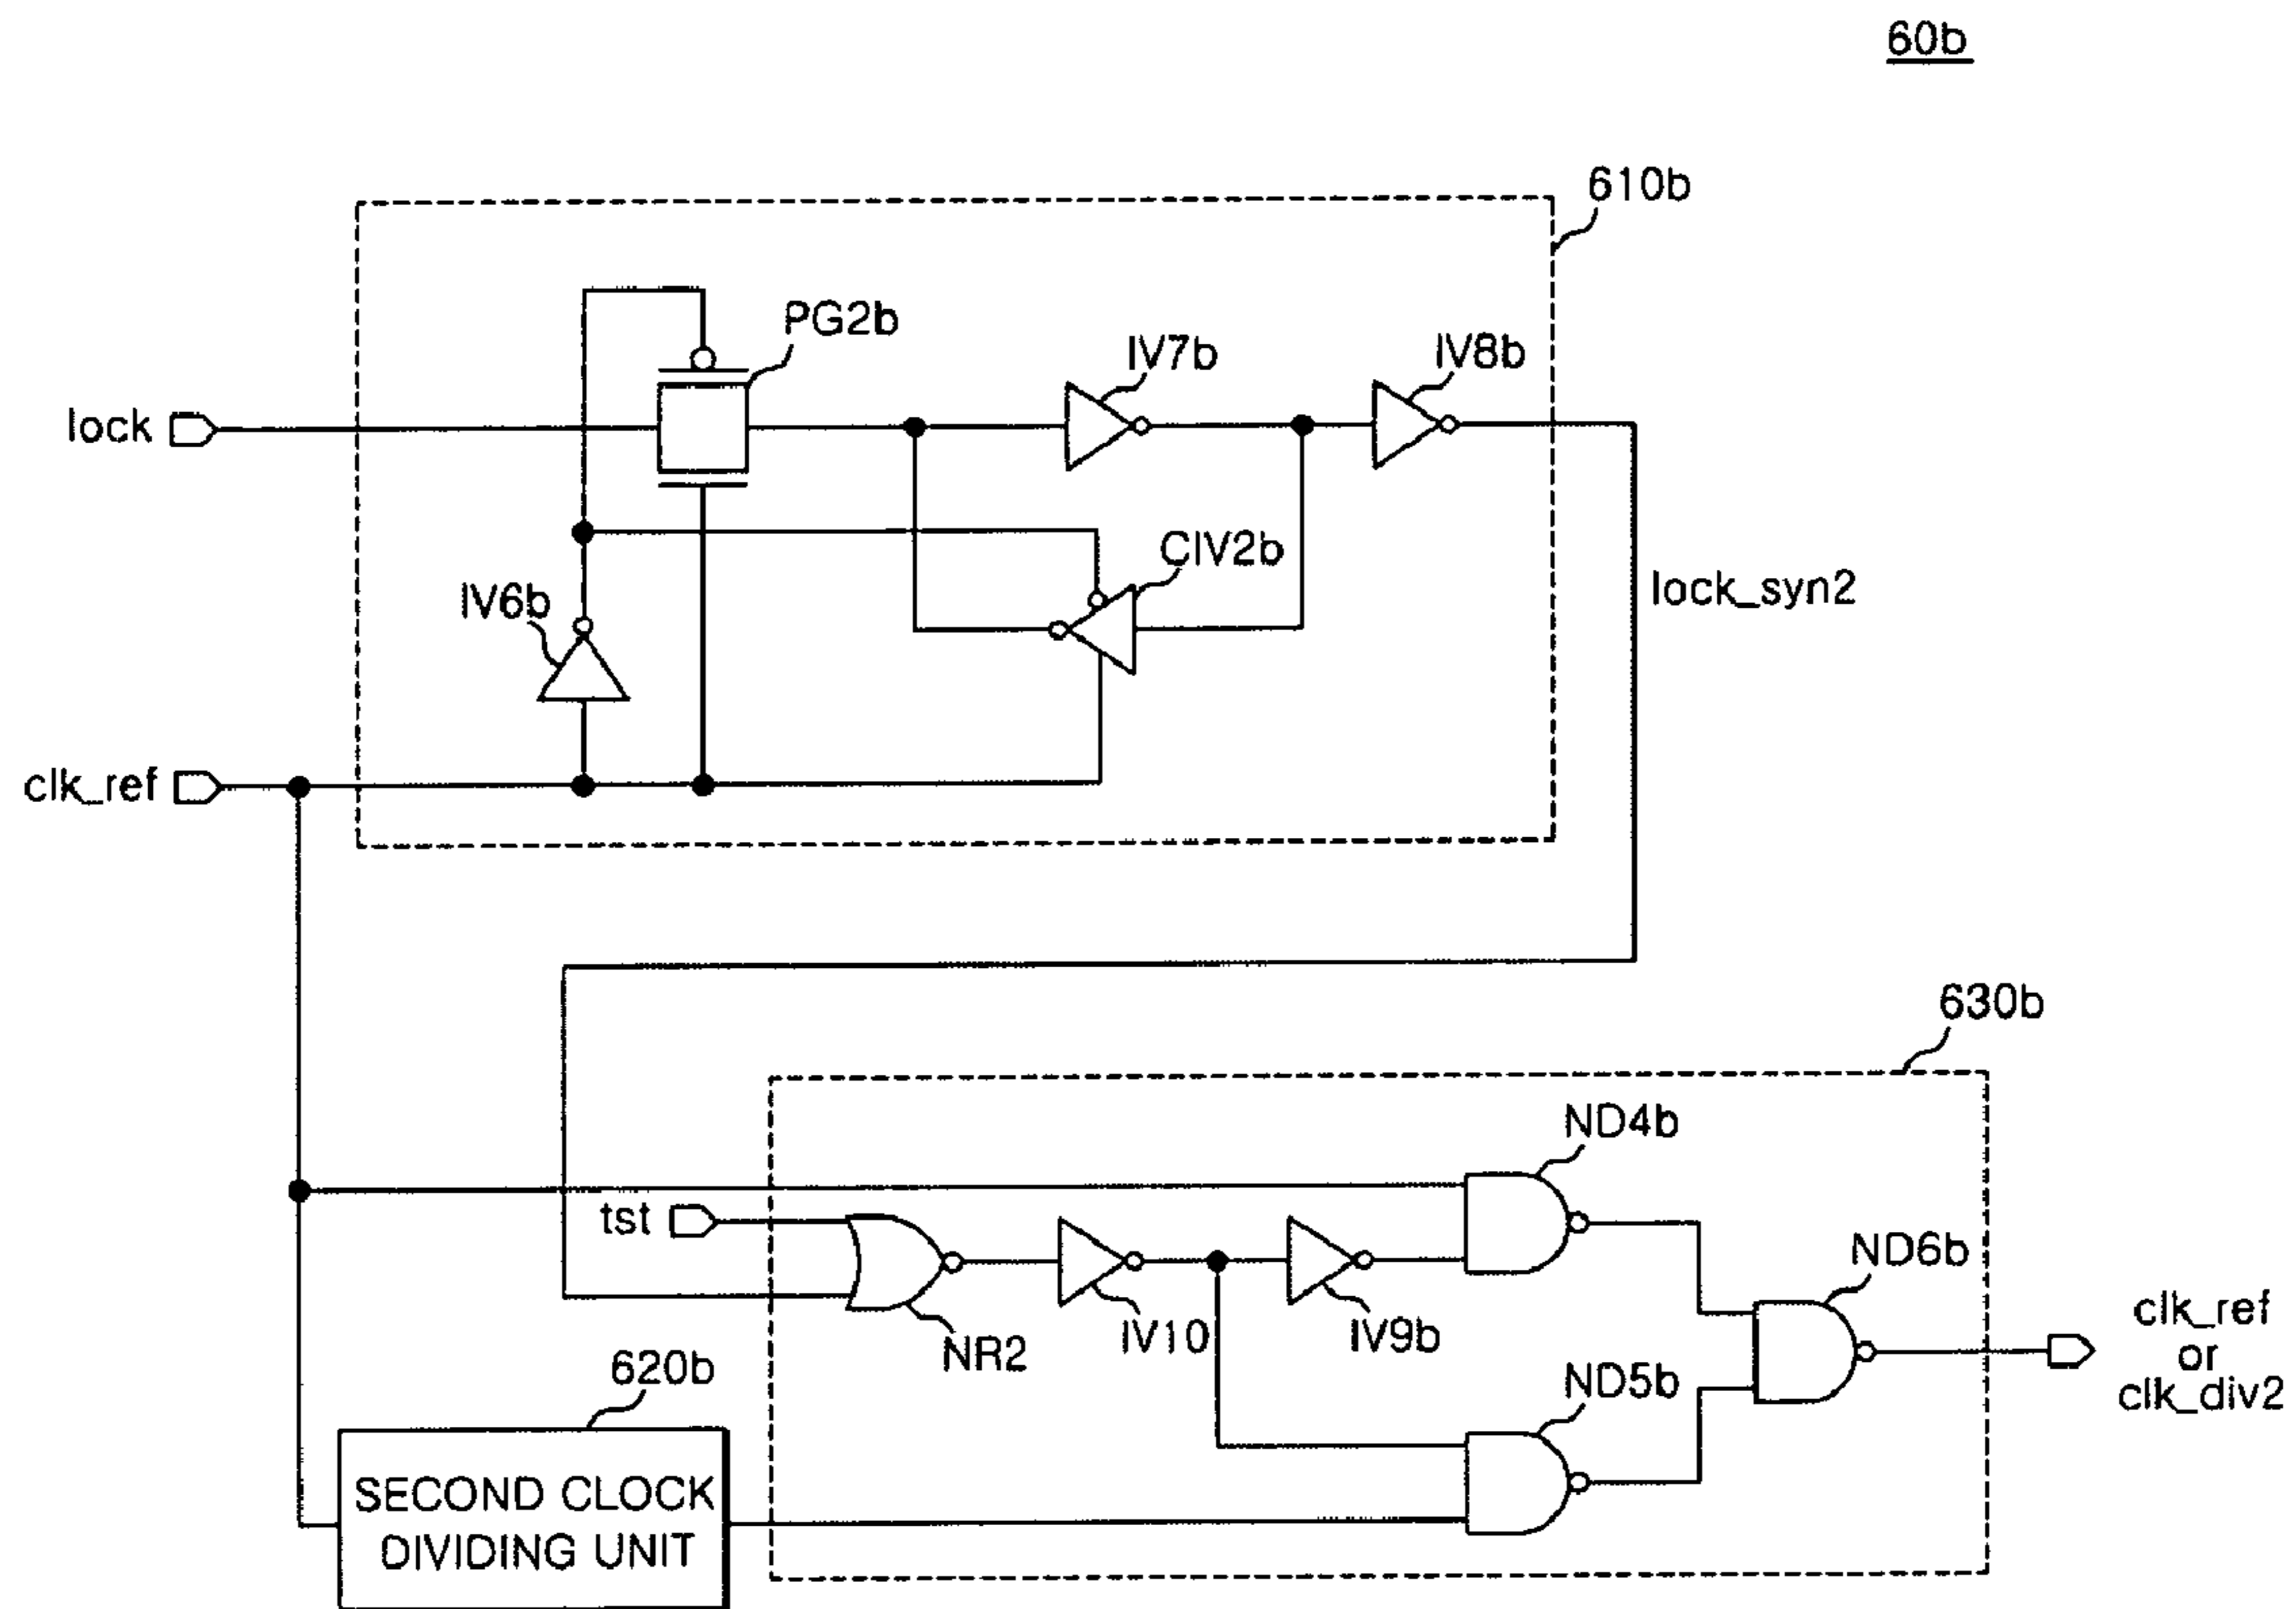 60b
610b
PG2b
IV7b
IV8b
lock
CIV2b
IV6b
lock_syn2
clk_ref
630b
ND4b
tst
ND6b
NR2
IV10
IV9b
clk_ref
or
clk_div2
620b
ND5b
SECOND CLOCK
DIVIDING UNIT